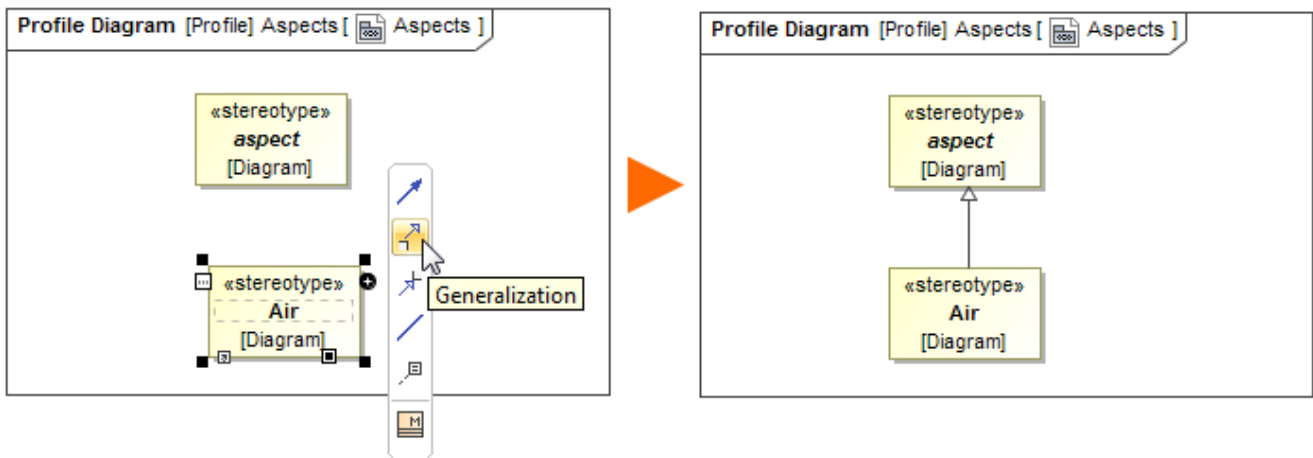 Profile Diagram [Profile] Aspects [ Aspects ]
«stereotype»
aspect
[Diagram]
«stereotype»
Air
[Diagram]
Generalization
M
Profile Diagram [Profile] Aspects [ Aspects ]
«stereotype»
aspect
[Diagram]
«stereotype»
Air
[Diagram]